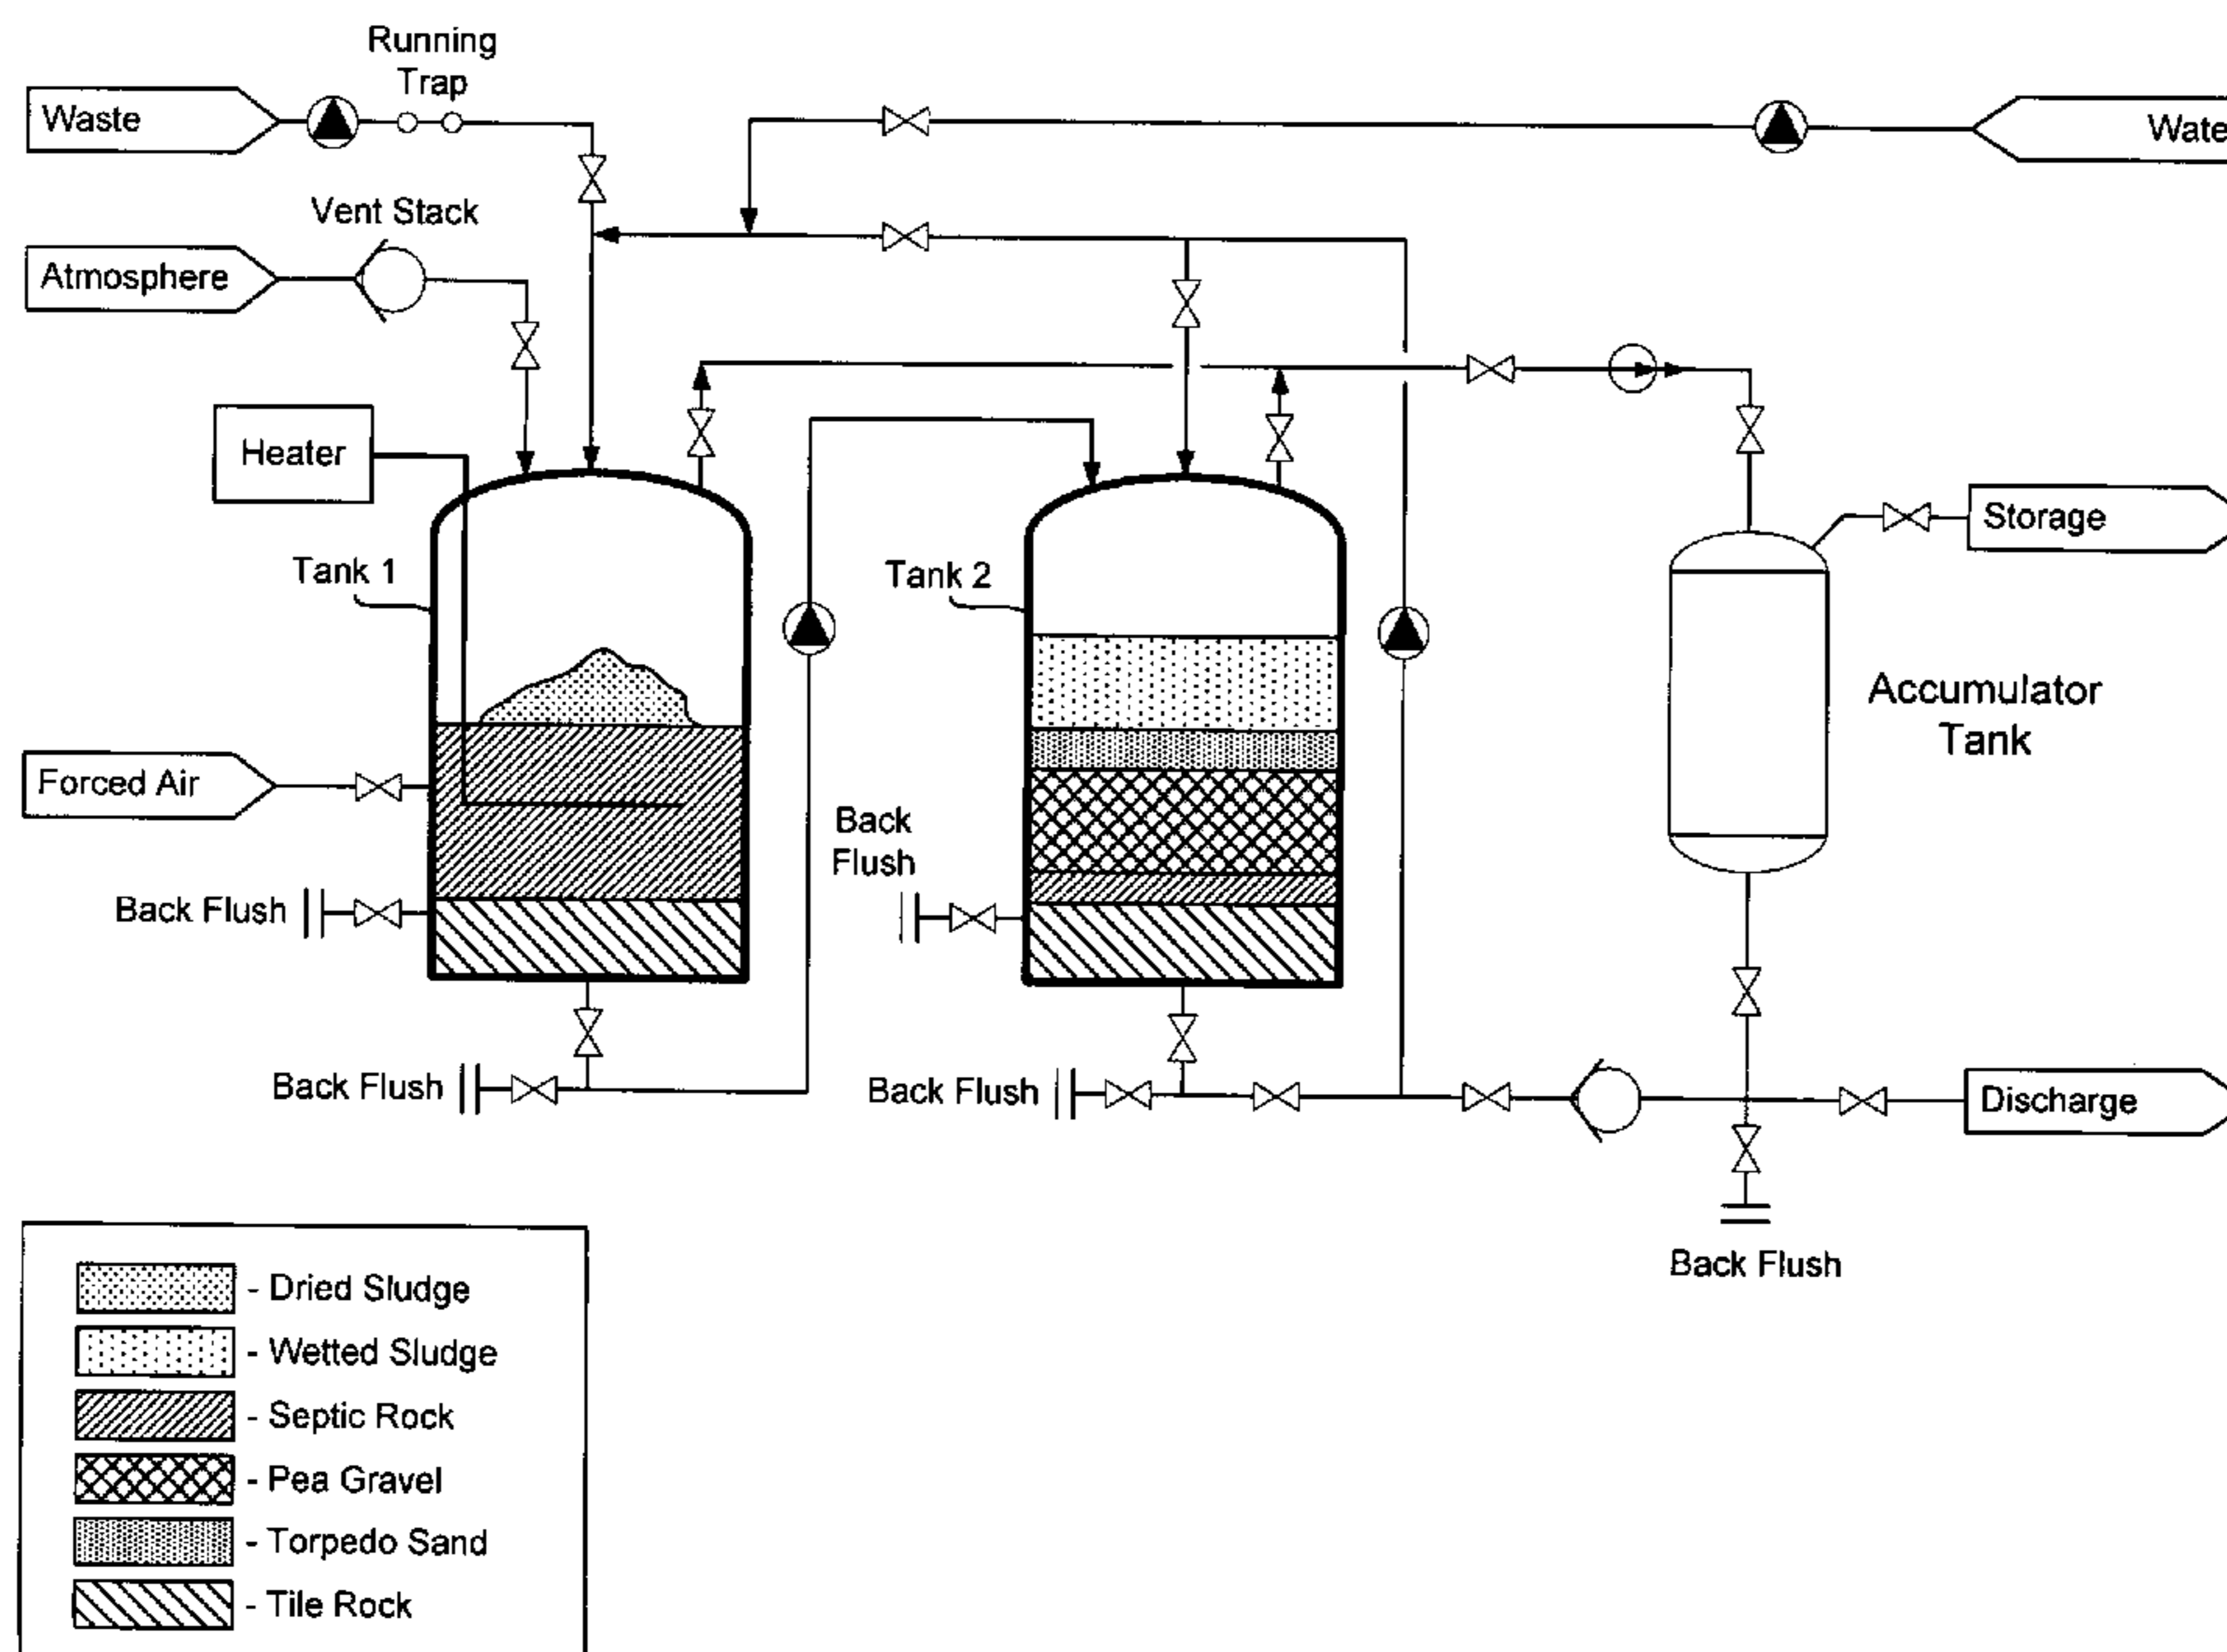 Running
Trap
Waste
Wate
Vent Stack
Atmosphere
Heater
Storage
Tank 1
Tank 2
Accumulator
Tank
Forced Air
Back
Flush
Back Flush
Back Flush
Back Flush
Discharge
Back Flush
- Dried Sludge
- Wetted Sludge
- Septic Rock
- Pea Gravel
- Torpedo Sand
- Tile Rock